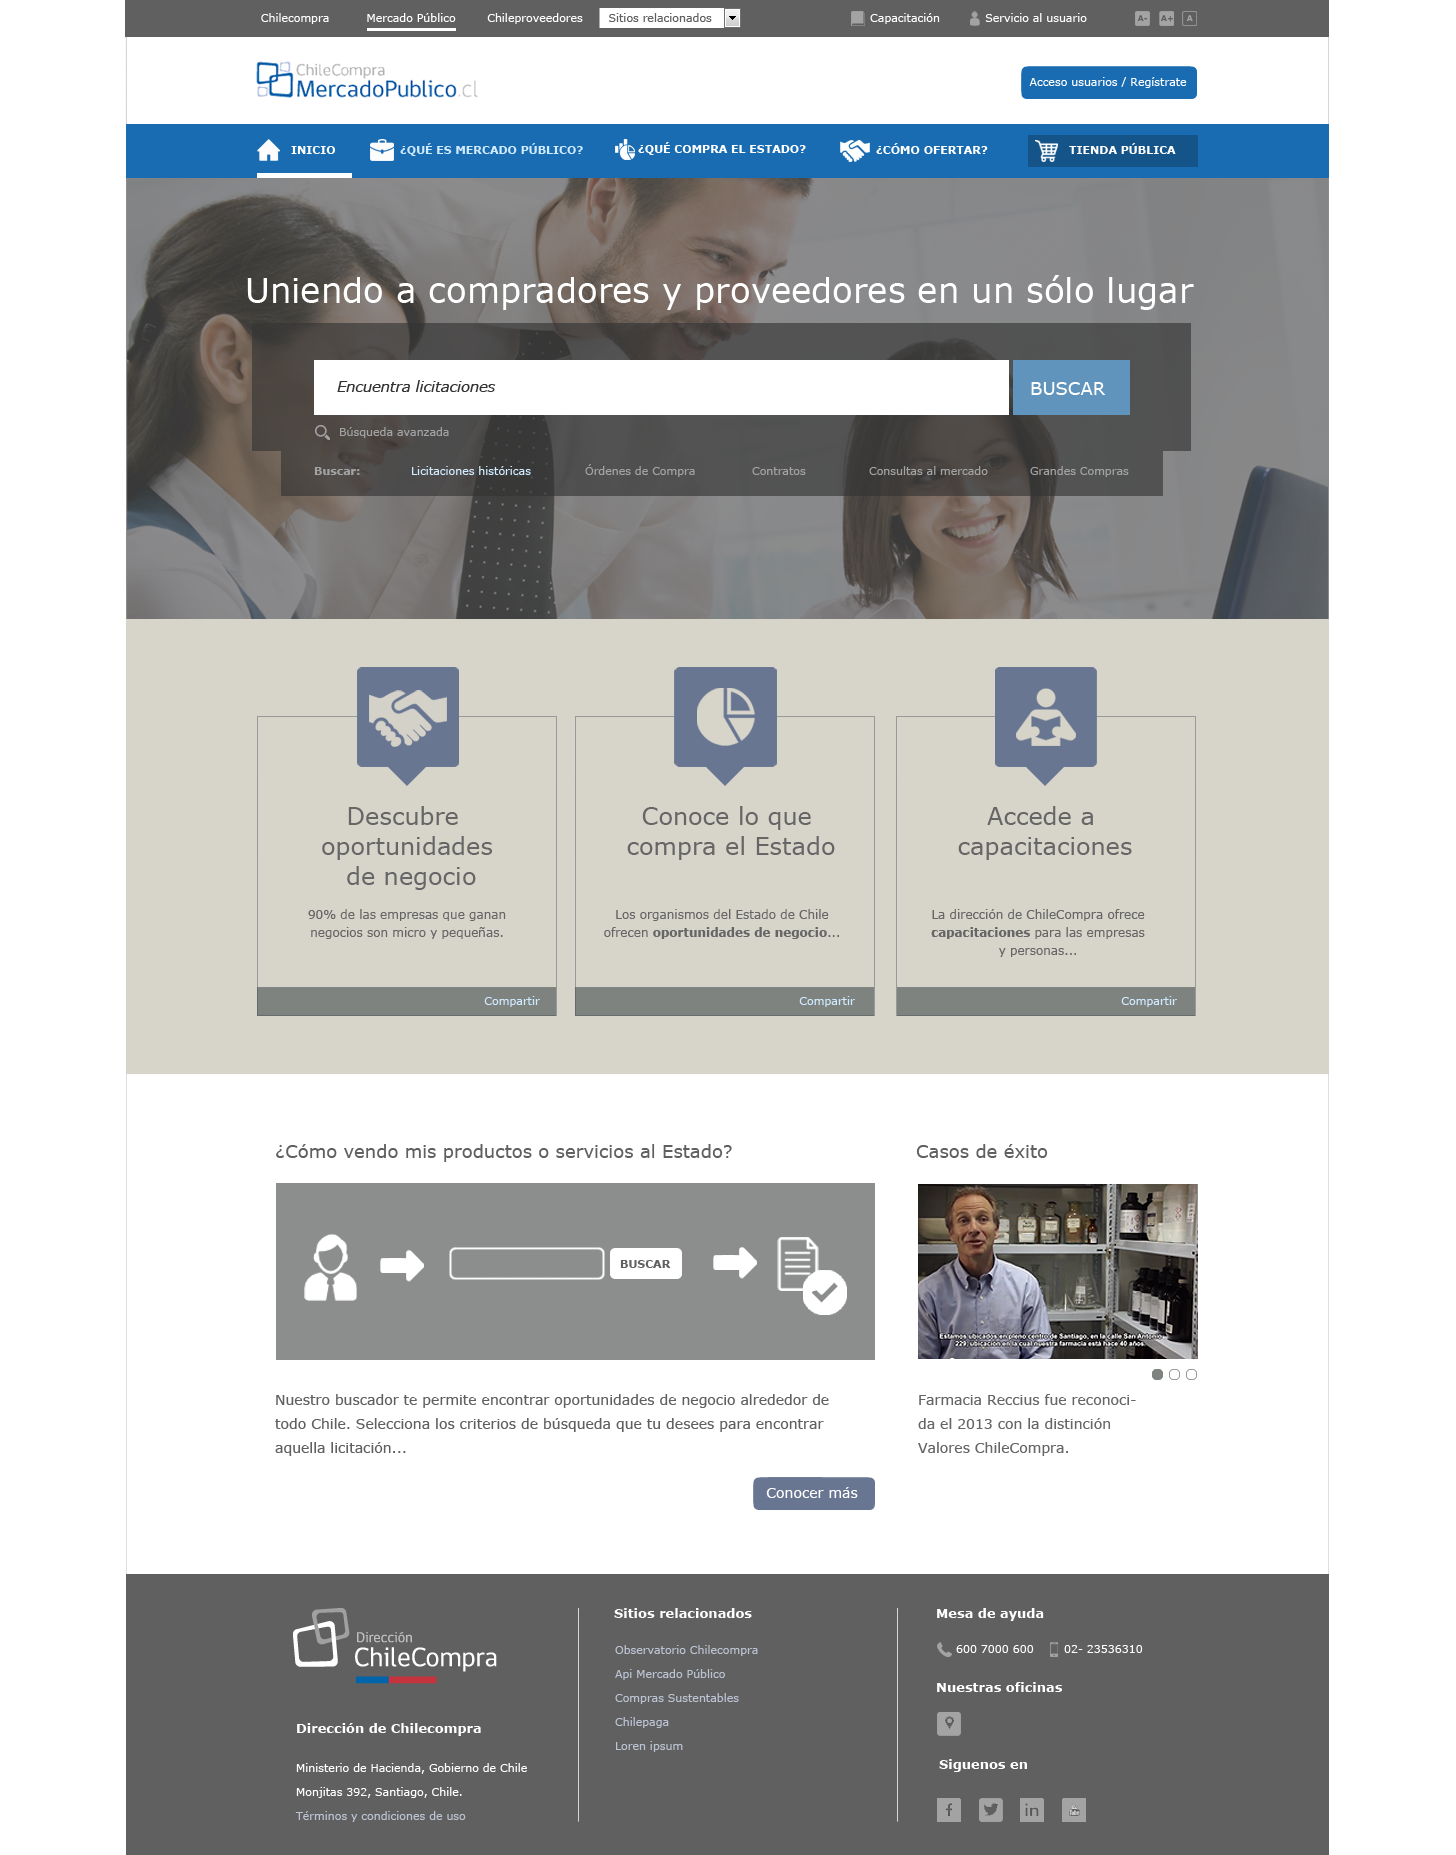 Chilecompra
Mercado Público
Chileproveedores
Sitios relacionados
Capacitación
Servicio al usuario
A-
A+
A
ChileCompra
MercadoPublico.cl
Acceso usuarios / Regístrate
INICIO
¿QUÉ ES MERCADO PÚBLICO?
¿QUÉ COMPRA EL ESTADO?
¿CÓMO OFERTAR?
TIENDA PÚBLICA
Uniendo a compradores y proveedores en un sólo lugar
Encuentra licitaciones
BUSCAR
Búsqueda avanzada
Buscar:
Licitaciones históricas
Órdenes de Compra
Contratos
Consultas al mercado
Grandes Compras
Descubre
oportunidades
de negocio
90% de las empresas que ganan
negocios son micro y pequeñas.
Compartir
Conoce lo que
compra el Estado
Los organismos del Estado de Chile
ofrecen oportunidades de negocio...
Compartir
Accede a
capacitaciones
La dirección de ChileCompra ofrece
capacitaciones para las empresas
y personas...
Compartir
¿Cómo vendo mis productos o servicios al Estado?
BUSCAR
Nuestro buscador te permite encontrar oportunidades de negocio alrededor de
todo Chile. Selecciona los criterios de búsqueda que tu desees para encontrar
aquella licitación...
Conocer más
Casos de éxito
Estamos ubicados en pleno centro de Santiago, en la calle San Antonio
229, ubicación en la cual nuestra farmacia está hace 40 años.
Farmacia Reccius fue reconoci-
da el 2013 con la distinción
Valores ChileCompra.
Dirección
ChileCompra
Dirección de Chilecompra
Ministerio de Hacienda, Gobierno de Chile
Monjitas 392, Santiago, Chile.
Términos y condiciones de uso
Sitios relacionados
Observatorio Chilecompra
Api Mercado Público
Compras Sustentables
Chilepaga
Loren ipsum
Mesa de ayuda
600 7000 600
02- 23536310
Nuestras oficinas
Siguenos en
f
in